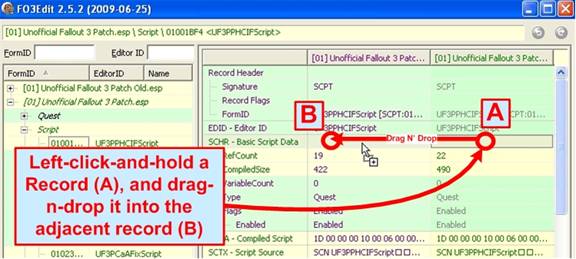 FO3Edit 2.5.2 (2009-06-25)
[01] Unofficial Fallout 3 Patch.esp \ Script \ 01001BF4 <UF3PPHCIFScript>
FormID Editor ID
FormID EditorID Name
[01] Unofficial Fallout 3 Patch Old.esp
[01] Unofficial Fallout 3 Patch.esp
Quest
Script
01001... UF3PPHCIFScript
01023... UF3PCaAFixScript
[01] Unofficial Fallout 3 Patc... [01] Unofficial Fallout 3 Patc...
Record Header
Signature SCPT SCPT
Record Flags
FormID UF3PPHCIFScript [SCPT:01... UF3PPHCIFScript [SCPT:01...
EDID - Editor ID UF3PPHCIFScript
SCHR - Basic Script Data
RefCount 19 22
CompiledSize 422 490
VariableCount 0 0
Type Quest Quest
Flags Enabled Enabled
Enabled Enabled Enabled
SCDA - Compiled Script 1D 00 00 00 10 00 06 00 00... 1D 00 00 00 10 00 06 00 00...
SCTX - Script Source SCN UF3PPHCIFScript SCN UF3PPHCIFScript
B
A
Drag N' Drop
Left-click-and-hold a
Record (A), and drag-
n-drop it into the
adjacent record (B)